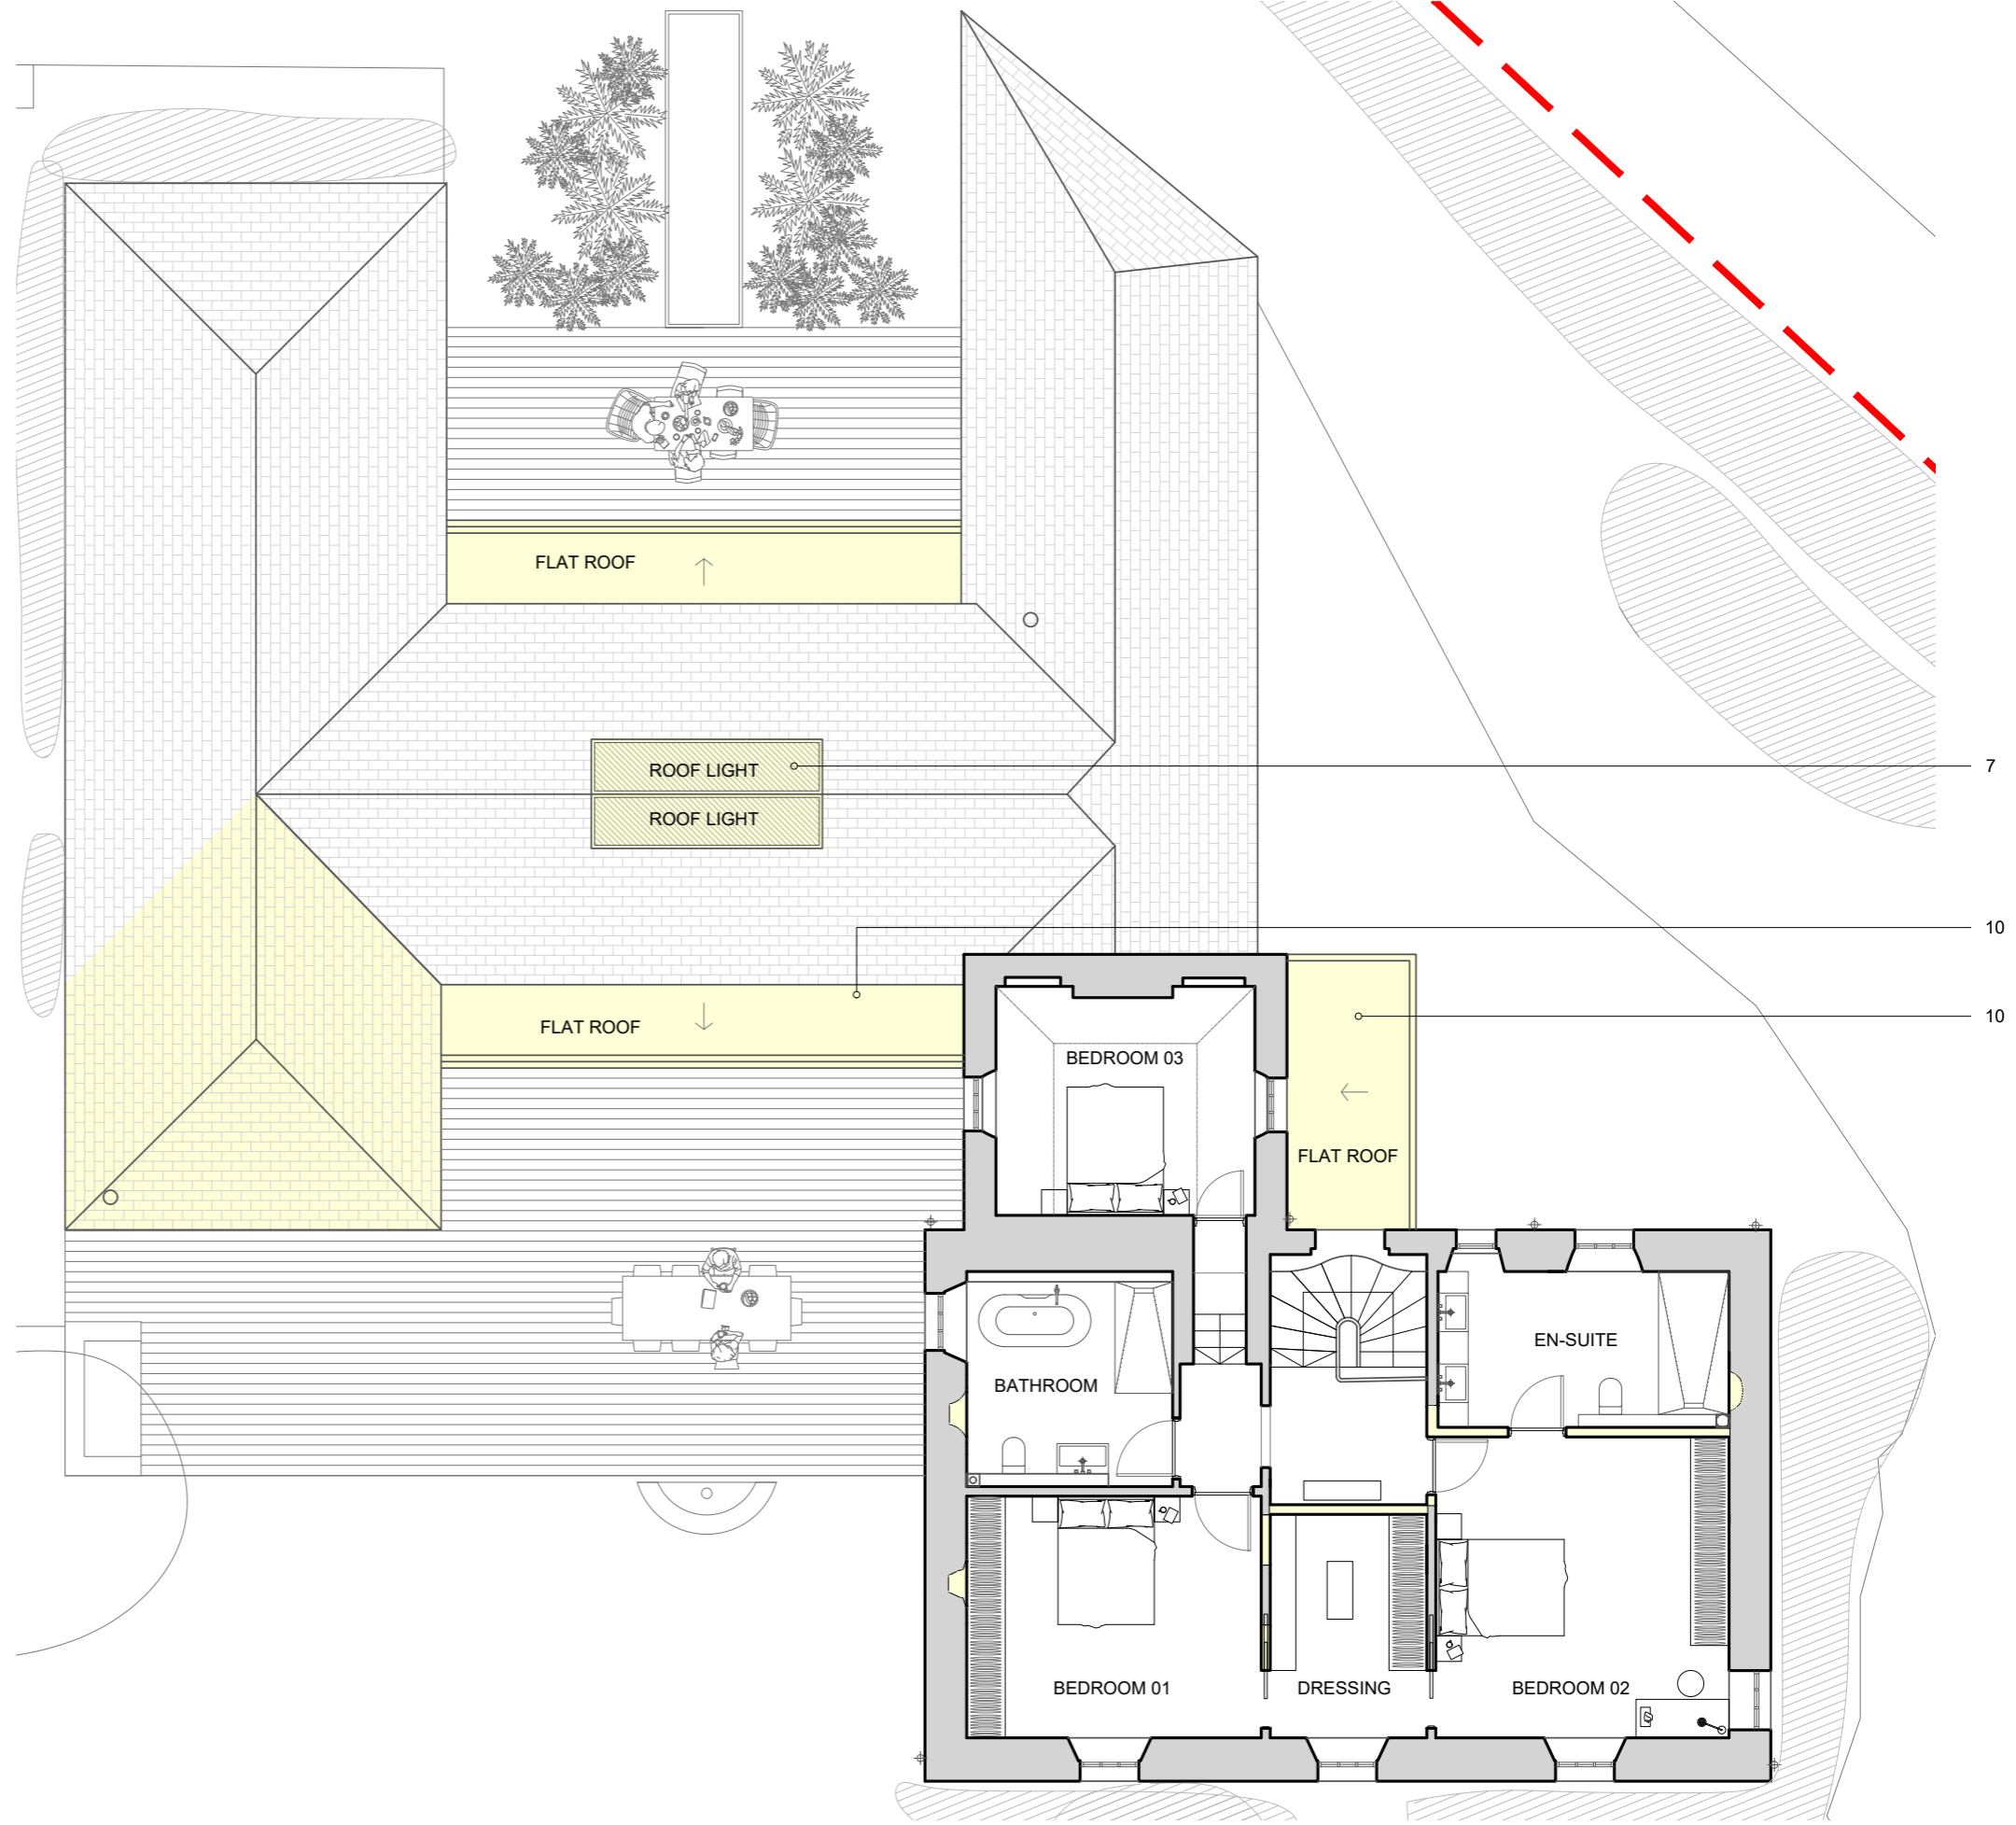 FLAT ROOF
ROOF LIGHT
7
ROOF LIGHT
10
10
FLAT ROOF
BEDROOM 03
FLAT ROOF
EN-SUITE
BATHROOM
BEDROOM 01
DRESSING
BEDROOM 02